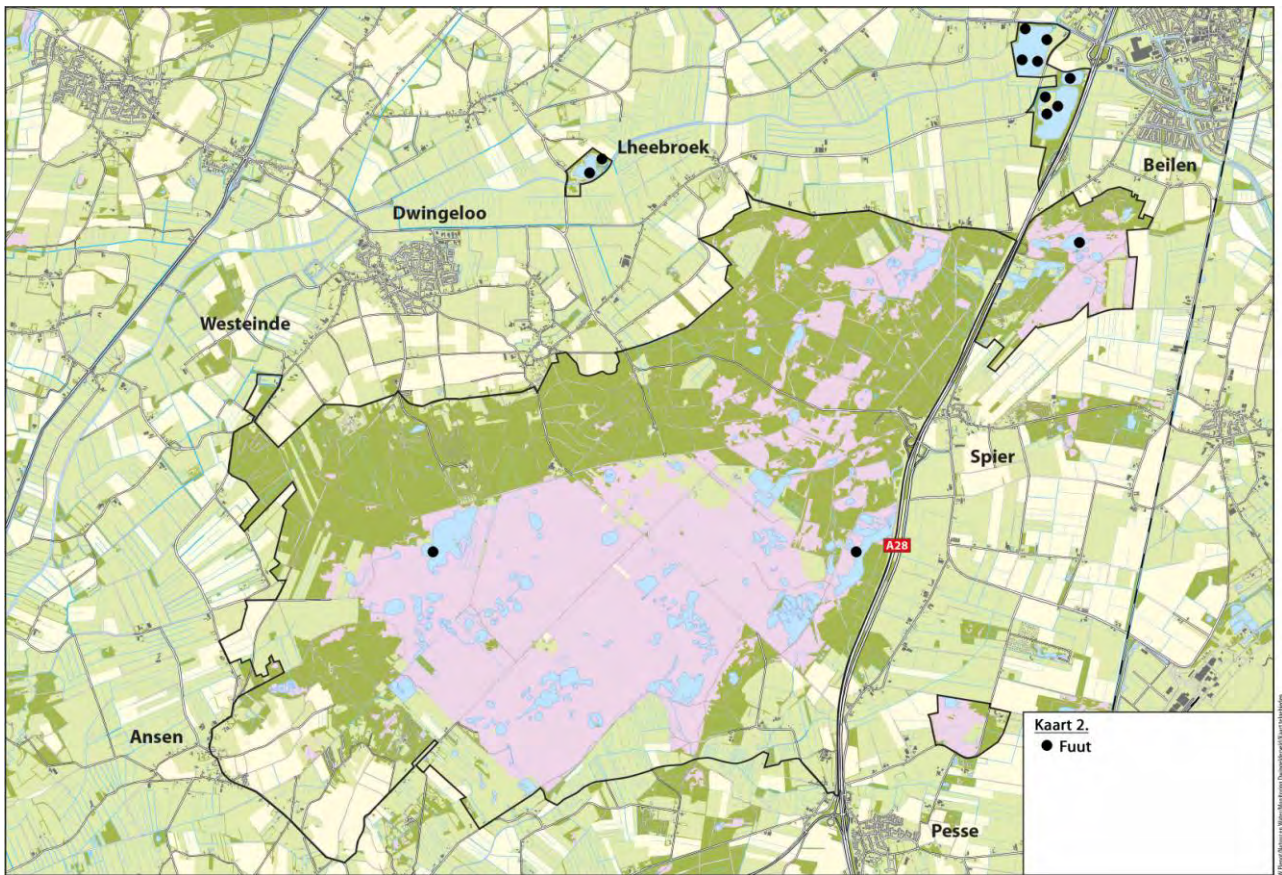 Lheebroek
Beilen
Dwingeloo
Westeinde
Spier
A28
Ansen
Pesse
Kaart 2.
Fuut